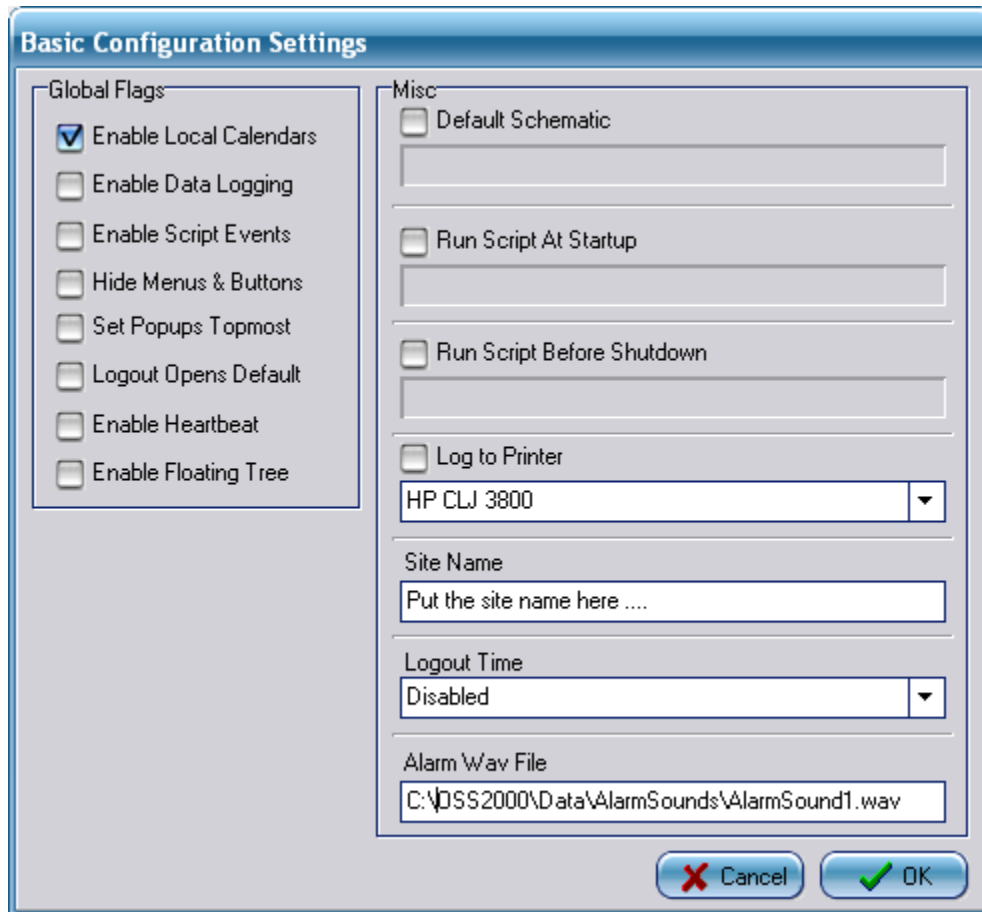 Basic Configuration Settings
Global Flags
Enable Local Calendars
Enable Data Logging
Enable Script Events
Hide Menus & Buttons
Set Popups Topmost
Logout Opens Default
Enable Heartbeat
Enable Floating Tree
Misc
Default Schematic
Run Script At Startup
Run Script Before Shutdown
Log to Printer
HP CLJ 3800
Site Name
Put the site name here ....
Logout Time
Disabled
Alarm Wav File
C:\OSS2000\Data\AlarmSounds\AlarmSound1.wav
Cancel
OK